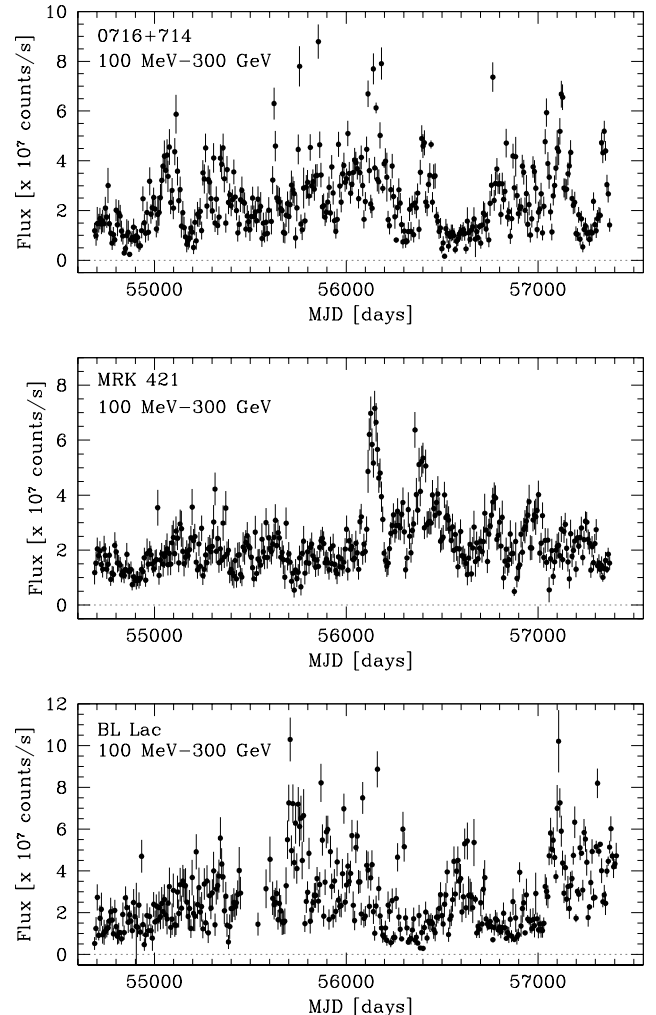 0716+714
100 MeV−300 GeV
10
8
6
4
2
0
Flux [x 10⁷ counts/s]
55000 56000 57000
MJD [days]
MRK 421
100 MeV−300 GeV
8
6
4
2
0
Flux [x 10⁷ counts/s]
55000 56000 57000
MJD [days]
BL Lac
100 MeV−300 GeV
12
10
8
6
4
2
0
Flux [x 10⁷ counts/s]
55000 56000 57000
MJD [days]